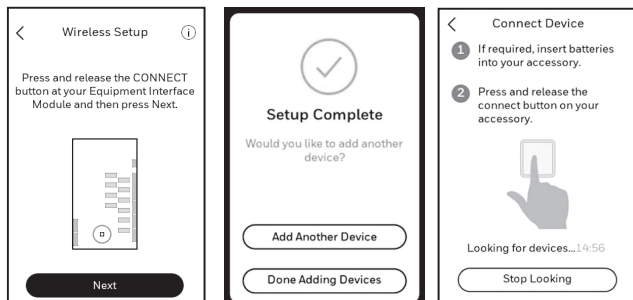 Wireless Setup
i
Press and release the CONNECT
button at your Equipment Interface
Module and then press Next.
Next
Setup Complete
Would you like to add another
device?
Add Another Device
Done Adding Devices
Connect Device
1 If required, insert batteries
into your accessory.
2 Press and release the
connect button on your
accessory.
Looking for devices...14:56
Stop Looking